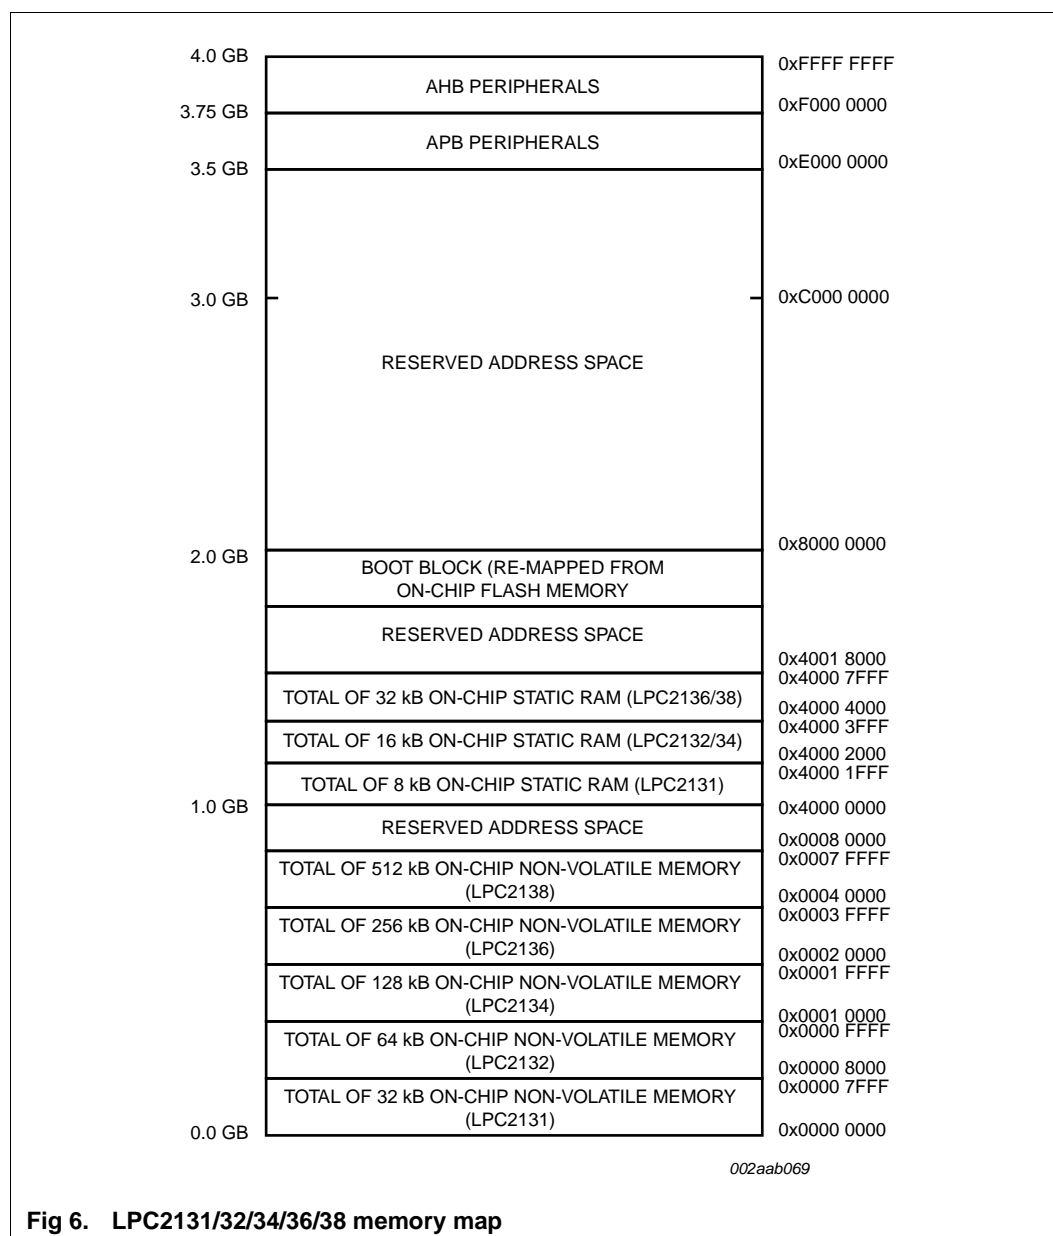 4.0 GB
0xFFFF FFFF
AHB PERIPHERALS
3.75 GB
0xF000 0000
APB PERIPHERALS
3.5 GB
0xE000 0000
3.0 GB
0xC000 0000
RESERVED ADDRESS SPACE
2.0 GB
0x8000 0000
BOOT BLOCK (RE-MAPPED FROM
ON-CHIP FLASH MEMORY
RESERVED ADDRESS SPACE
0x4001 8000
0x4000 7FFF
TOTAL OF 32 kB ON-CHIP STATIC RAM (LPC2136/38)
0x4000 4000
0x4000 3FFF
TOTAL OF 16 kB ON-CHIP STATIC RAM (LPC2132/34)
0x4000 2000
0x4000 1FFF
TOTAL OF 8 kB ON-CHIP STATIC RAM (LPC2131)
1.0 GB
0x4000 0000
RESERVED ADDRESS SPACE
0x0008 0000
0x0007 FFFF
TOTAL OF 512 kB ON-CHIP NON-VOLATILE MEMORY
(LPC2138)
0x0004 0000
0x0003 FFFF
TOTAL OF 256 kB ON-CHIP NON-VOLATILE MEMORY
(LPC2136)
0x0002 0000
0x0001 FFFF
TOTAL OF 128 kB ON-CHIP NON-VOLATILE MEMORY
(LPC2134)
0x0001 0000
0x0000 FFFF
TOTAL OF 64 kB ON-CHIP NON-VOLATILE MEMORY
(LPC2132)
0x0000 8000
0x0000 7FFF
TOTAL OF 32 kB ON-CHIP NON-VOLATILE MEMORY
(LPC2131)
0.0 GB
0x0000 0000
002aab069
Fig 6. LPC2131/32/34/36/38 memory map